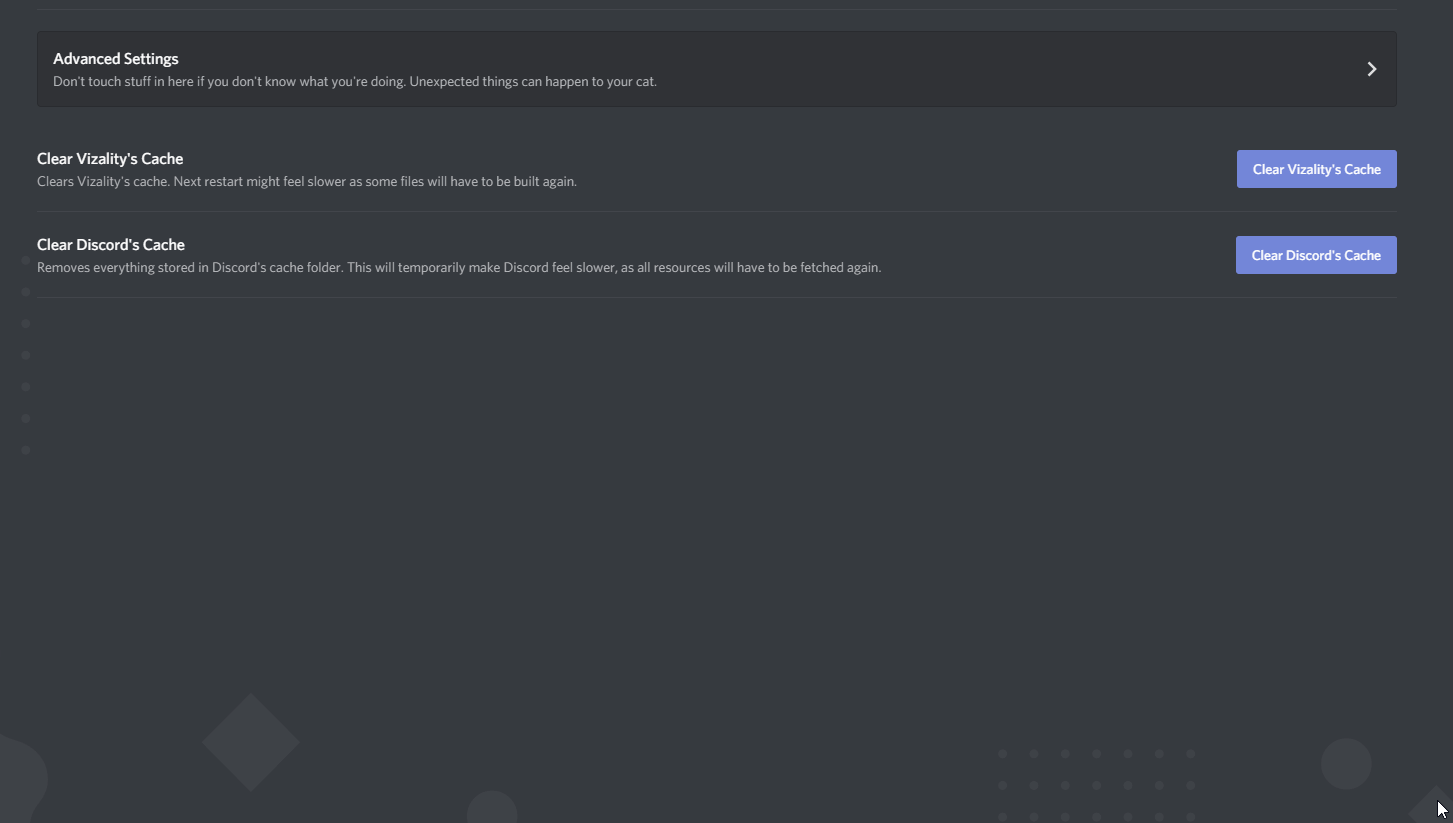 Advanced Settings
Don't touch stuff in here if you don't know what you're doing. Unexpected things can happen to your cat.
Clear Vizality's Cache
Clears Vizality's cache. Next restart might feel slower as some files will have to be built again.
Clear Vizality's Cache
Clear Discord's Cache
Removes everything stored in Discord's cache folder. This will temporarily make Discord feel slower, as all resources will have to be fetched again.
Clear Discord's Cache